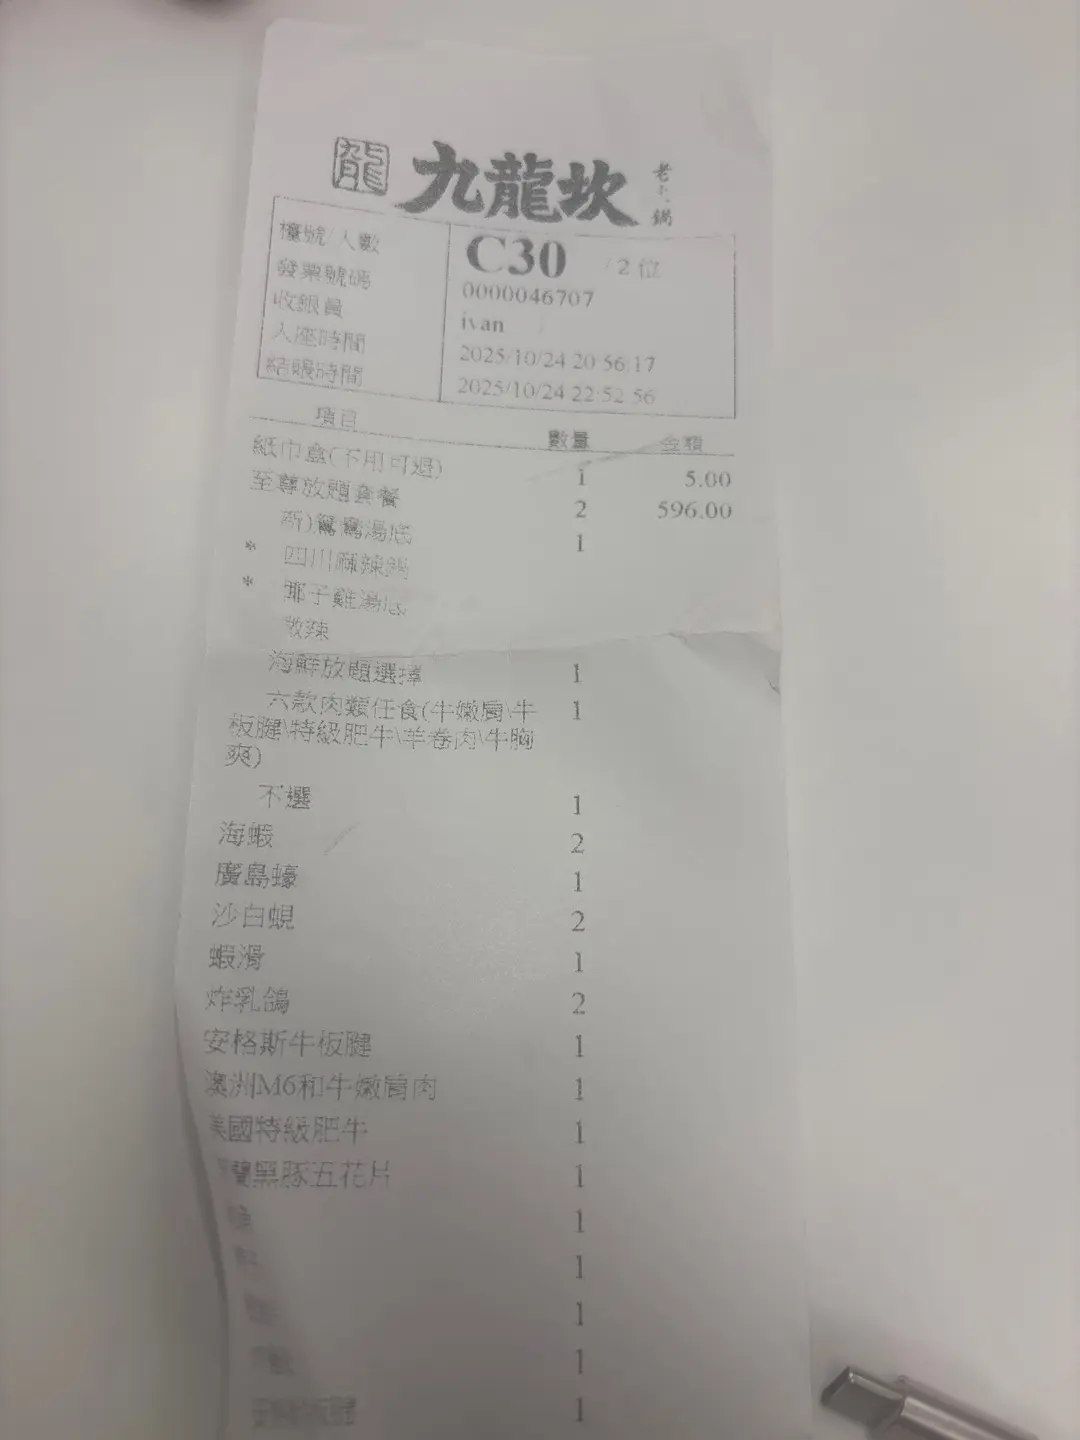 龍 九龍坎 老火鍋
檯號/人數 C30 /2 位
發票號碼 0000046707
收銀員 ivan
入座時間 2025/10/24 20:56:17
結賬時間 2025/10/24 22:52:56
項目 數量 金額
紙巾盒(不用可退) 1 5.00
至尊放題套餐 2 596.00
新)鴛鴦湯底 1
* 四川麻辣鍋
* 椰子雞湯底
微辣
海鮮放題選擇 1
六款肉類任食(牛嫩肩\牛 1
板腱\特級肥牛\羊卷肉\牛胸
爽)
不選 1
海蝦 2
廣島蠔 1
沙白蜆 2
蝦滑 1
炸乳鴿 2
安格斯牛板腱 1
澳洲M6和牛嫩肩肉 1
美國特級肥牛 1
蘭黑豚五花片 1
1
1
1
1
1